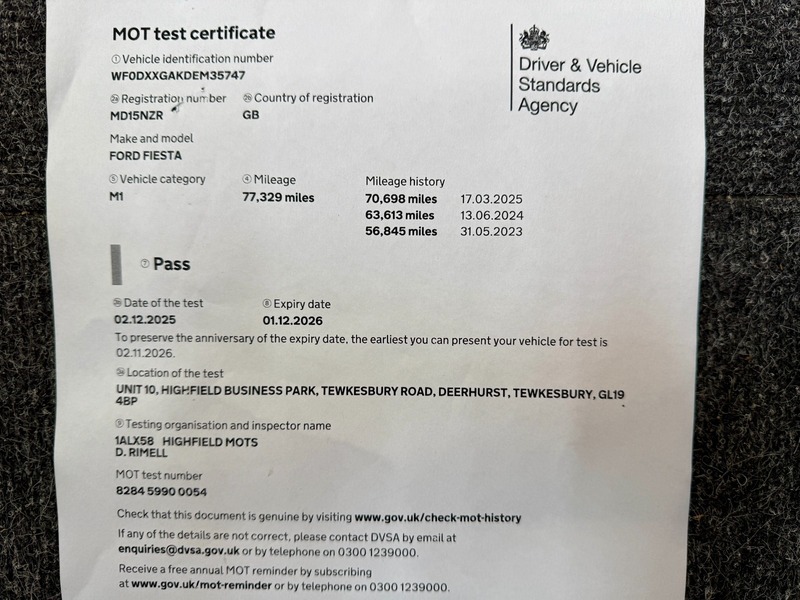 MOT test certificate
① Vehicle identification number
WF0DXXGAKDEM35747
Driver & Vehicle
Standards
Agency
Registration number
Country of registration
MD15NZR
GB
Make and model
FORD FIESTA
⑤ Vehicle category
④ Mileage
Mileage history
M1
77,329 miles
70,698 miles 17.03.2025
63,613 miles 13.06.2024
56,845 miles 31.05.2023
⑦ Pass
Date of the test
⑧ Expiry date
02.12.2025
01.12.2026
To preserve the anniversary of the expiry date, the earliest you can present your vehicle for test is
02.11.2026.
Location of the test
UNIT 10, HIGHFIELD BUSINESS PARK, TEWKESBURY ROAD, DEERHURST, TEWKESBURY, GL19
4BP
⑨ Testing organisation and inspector name
1ALX58 HIGHFIELD MOTS
D. RIMELL
MOT test number
8284 5990 0054
Check that this document is genuine by visiting www.gov.uk/check-mot-history
If any of the details are not correct, please contact DVSA by email at
enquiries@dvsa.gov.uk or by telephone on 0300 1239000.
Receive a free annual MOT reminder by subscribing
at www.gov.uk/mot-reminder or by telephone on 0300 1239000.